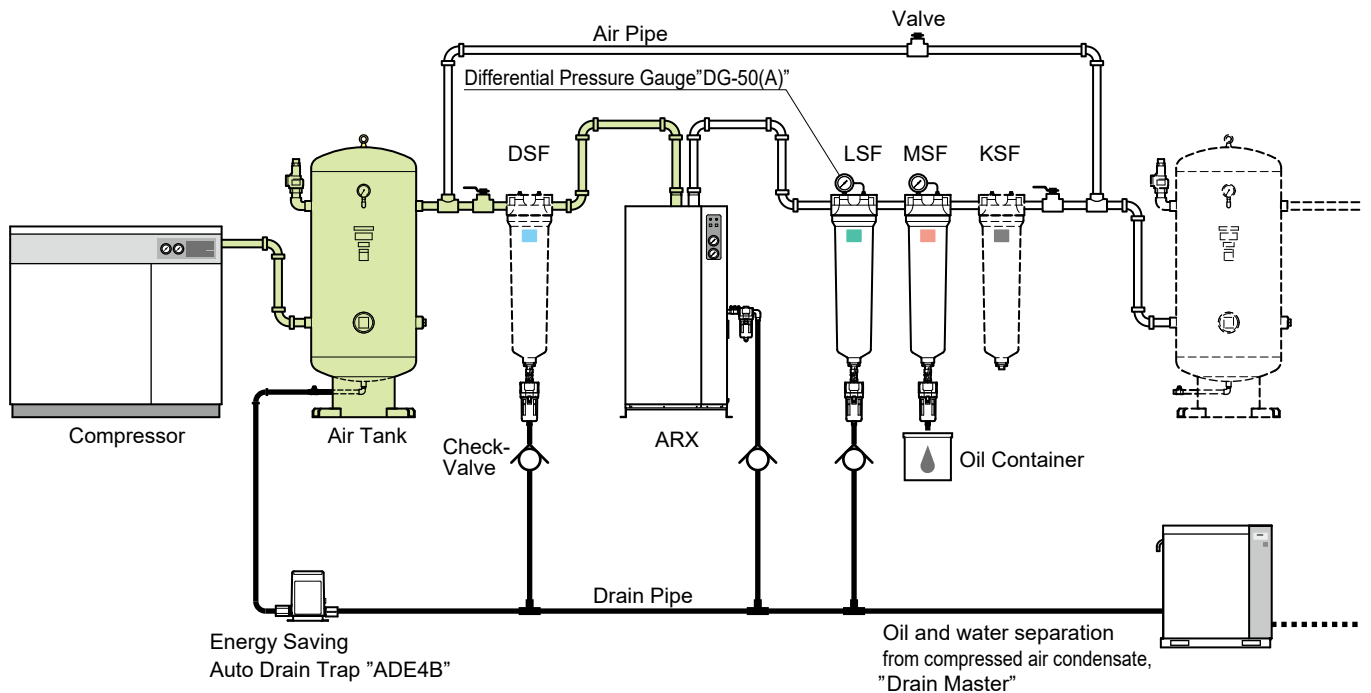 Valve
Air Pipe
Differential Pressure Gauge"DG-50(A)"
DSF
LSF
MSF
KSF
Compressor
Air Tank
ARX
Check-
Valve
Oil Container
Drain Pipe
Energy Saving
Auto Drain Trap "ADE4B"
Oil and water separation
from compressed air condensate,
"Drain Master"